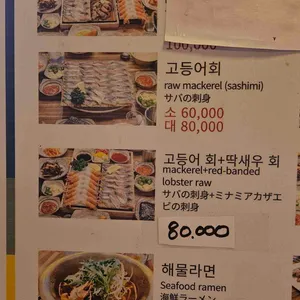 100,000
고등어회
raw mackerel (sashimi)
サバの刺身
소 60,000
대 80,000
고등어 회+딱새우 회
mackerel+red-banded
lobster raw
サバの刺身+ミナミアカザエ
ビの刺身
80.000
해물라면
Seafood ramen
海鮮ラーメン